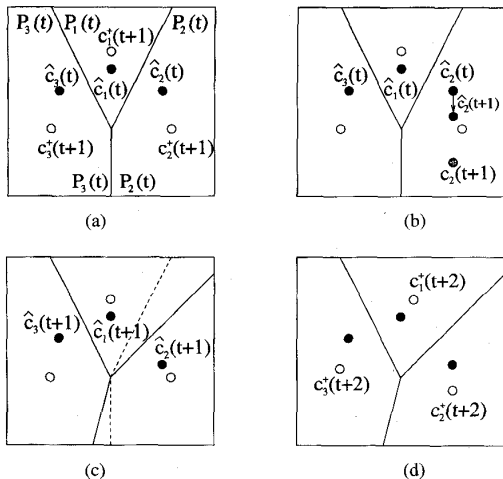 P₃(t) P₁(t) c₁⁺(t+1) P₂(t)
ĉ₃(t) ĉ₁(t) ĉ₂(t)
c₃⁺(t+1) c₂⁺(t+1)
P₃(t) P₂(t)
(a)
ĉ₃(t) ĉ₁(t) ĉ₂(t)
ĉ₂(t+1)
c₂(t+1)
(b)
ĉ₃(t+1) ĉ₁(t+1) ĉ₂(t+1)
(c)
c₁⁺(t+2)
c₃⁺(t+2) c₂⁺(t+2)
(d)